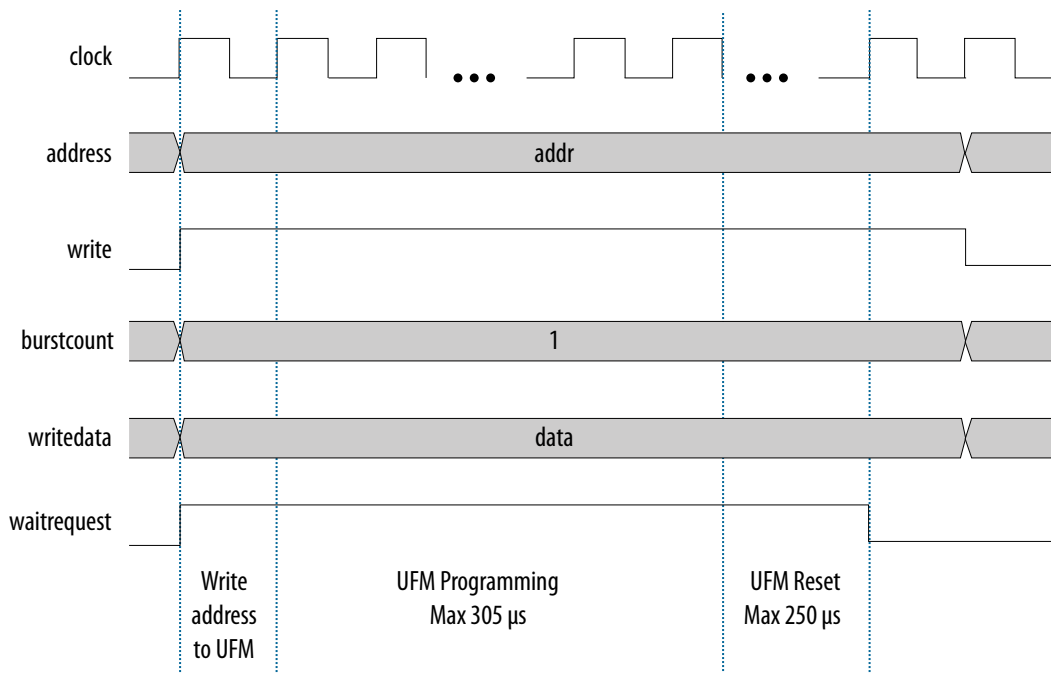 clock
address
addr
write
burstcount
1
writedata
data
waitrequest
Write
address
to UFM
UFM Programming
Max 305 µs
UFM Reset
Max 250 µs